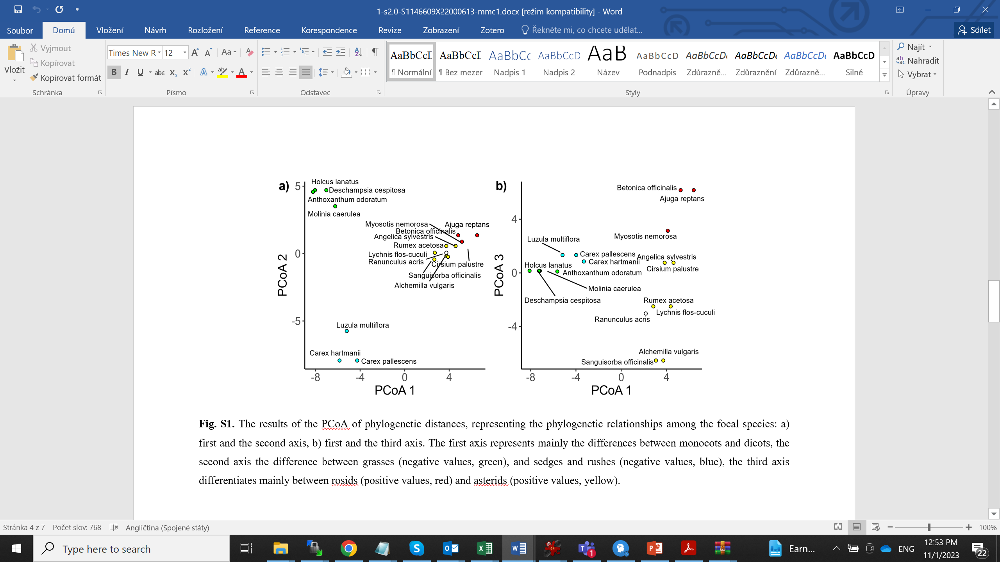 1-s2.0-S1146609X22000613-mmc1.docx [režim kompatibility] - Word
Soubor Domů Vložení Návrh Rozložení Reference Korespondence Revize Zobrazení Zotero Řekněte mi, co chcete udělat... Sdílet
Vložit
Vyjmout
Kopírovat
Kopírovat formát
Schránka
Times New R 12
Písmo
Odstavec
AaBbCcD AaBbCcD AaBbCc AaBbCcD AaB AaBbCcD AaBbCcDc AaBbCcDc AaBbCcDc AaBbCcD
¶ Normální ¶ Bez mezer Nadpis 1 Nadpis 2 Název Podnadpis Zdůrazně... Zdůraznění Zdůrazně... Silné
Styly
Najít
Nahradit
Vybrat
Úpravy
a)
Holcus lanatus
Deschampsia cespitosa
Anthoxanthum odoratum
Molinia caerulea
Myosotis nemorosa
Ajuga reptans
Betonica officinalis
Angelica sylvestris
Rumex acetosa
Lychnis flos-cuculi
Ranunculus acris
Cirsium palustre
Sanguisorba officinalis
Alchemilla vulgaris
Luzula multiflora
Carex hartmanii
Carex pallescens
5
0
-5
PCoA 2
-8 -4 0 4
PCoA 1
b)
Betonica officinalis
Ajuga reptans
Myosotis nemorosa
Luzula multiflora
Carex pallescens
Angelica sylvestris
Carex hartmanii
Holcus lanatus
Cirsium palustre
Anthoxanthum odoratum
Molinia caerulea
Deschampsia cespitosa
Rumex acetosa
Lychnis flos-cuculi
Ranunculus acris
Alchemilla vulgaris
Sanguisorba officinalis
4
0
-4
PCoA 3
-8 -4 0 4
PCoA 1
Fig. S1. The results of the PCoA of phylogenetic distances, representing the phylogenetic relationships among the focal species: a)
first and the second axis, b) first and the third axis. The first axis represents mainly the differences between monocots and dicots, the
second axis the difference between grasses (negative values, green), and sedges and rushes (negative values, blue), the third axis
differentiates mainly between rosids (positive values, red) and asterids (positive values, yellow).
Stránka 4 z 7 Počet slov: 768 Angličtina (Spojené státy) 100%
Type here to search
Earn... ENG
12:53 PM
11/1/2023
22